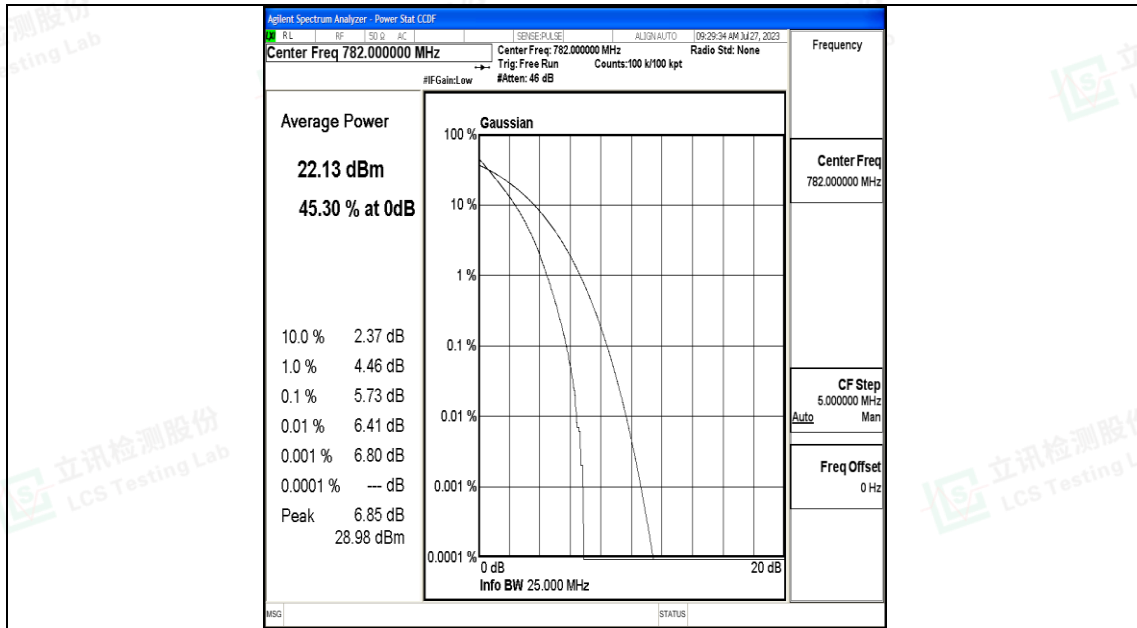 Agilent Spectrum Analyzer - Power Stat CCDF
RL RF 50 Ω AC SENSE:PULSE ALIGN AUTO 09:29:34 AM Jul 27, 2023
Center Freq 782.000000 MHz
Center Freq: 782.000000 MHz Radio Std: None
Trig: Free Run Counts:100 k/100 kpt
#IFGain:Low #Atten: 46 dB
Frequency
Average Power
22.13 dBm
45.30 % at 0dB
10.0 % 2.37 dB
1.0 % 4.46 dB
0.1 % 5.73 dB
0.01 % 6.41 dB
0.001 % 6.80 dB
0.0001 % --- dB
Peak 6.85 dB
28.98 dBm
Gaussian
100 %
10 %
1 %
0.1 %
0.01 %
0.001 %
0.0001 %
0 dB 20 dB
Info BW 25.000 MHz
Center Freq
782.000000 MHz
CF Step
5.000000 MHz
Auto Man
Freq Offset
0 Hz
MSG STATUS
立讯检测股份
LCS Testing Lab